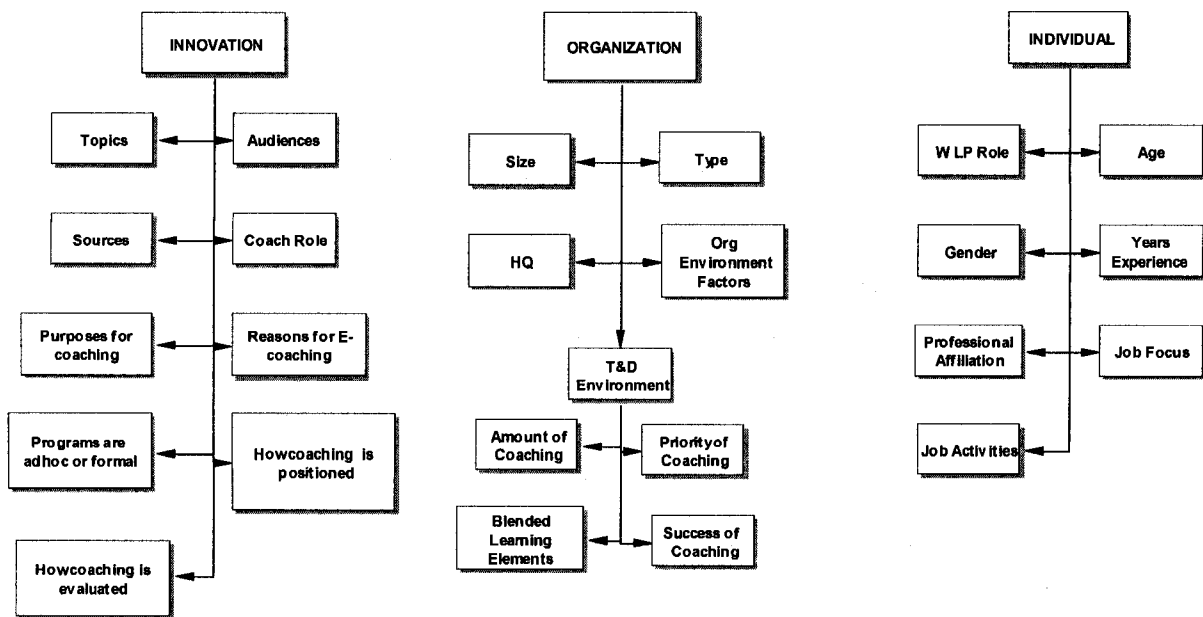 INNOVATION
Topics
Audiences
Sources
Coach Role
Purposes for
coaching
Reasons for E-
coaching
Programs are
adhoc or formal
Howcoaching is
positioned
Howcoaching is
evaluated
ORGANIZATION
Size
Type
HQ
Org
Environment
Factors
T&D
Environment
Amount of
Coaching
Priorityof
Coaching
Blended
Learning
Elements
Success of
Coaching
INDIVIDUAL
W LP Role
Age
Gender
Years
Experience
Professional
Affiliation
Job Focus
Job Activities